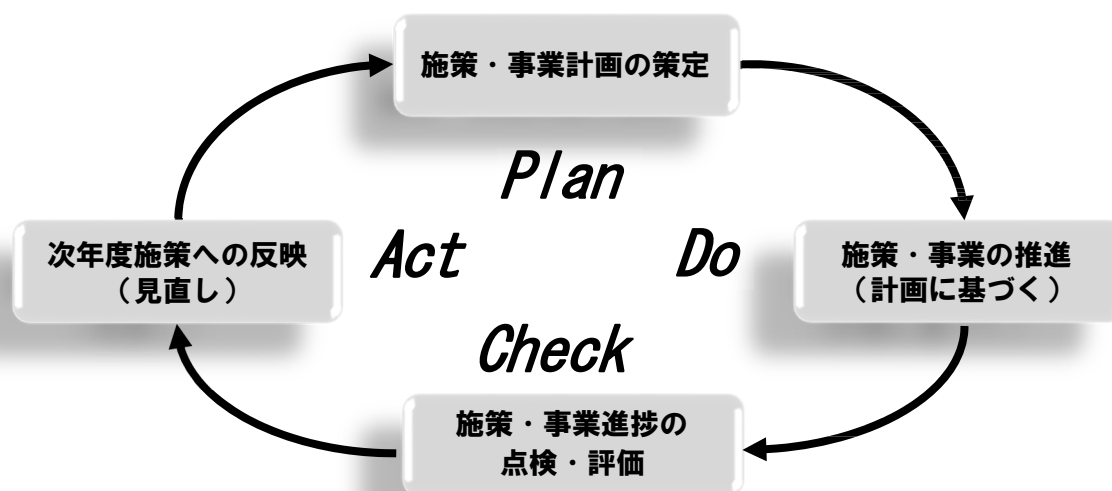 施策・事業計画の策定
Plan
次年度施策への反映
（見直し）
Act
Do
施策・事業の推進
（計画に基づく）
Check
施策・事業進捗の
点検・評価